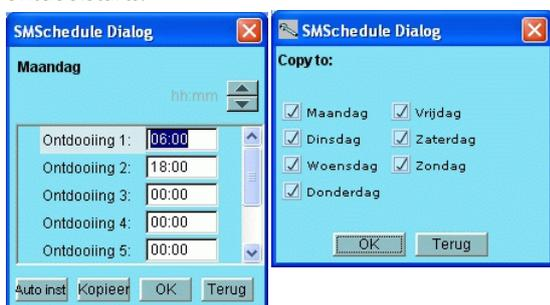 SMSchedule Dialog
Maandag
hh:mm
Ontdooiing 1: 06:00
Ontdooiing 2: 18:00
Ontdooiing 3: 00:00
Ontdooiing 4: 00:00
Ontdooiing 5: 00:00
Auto inst Kopieer OK Terug
SMSchedule Dialog
Copy to:
Maandag Vrijdag
Dinsdag Zaterdag
Woensdag Zondag
Donderdag
OK Terug